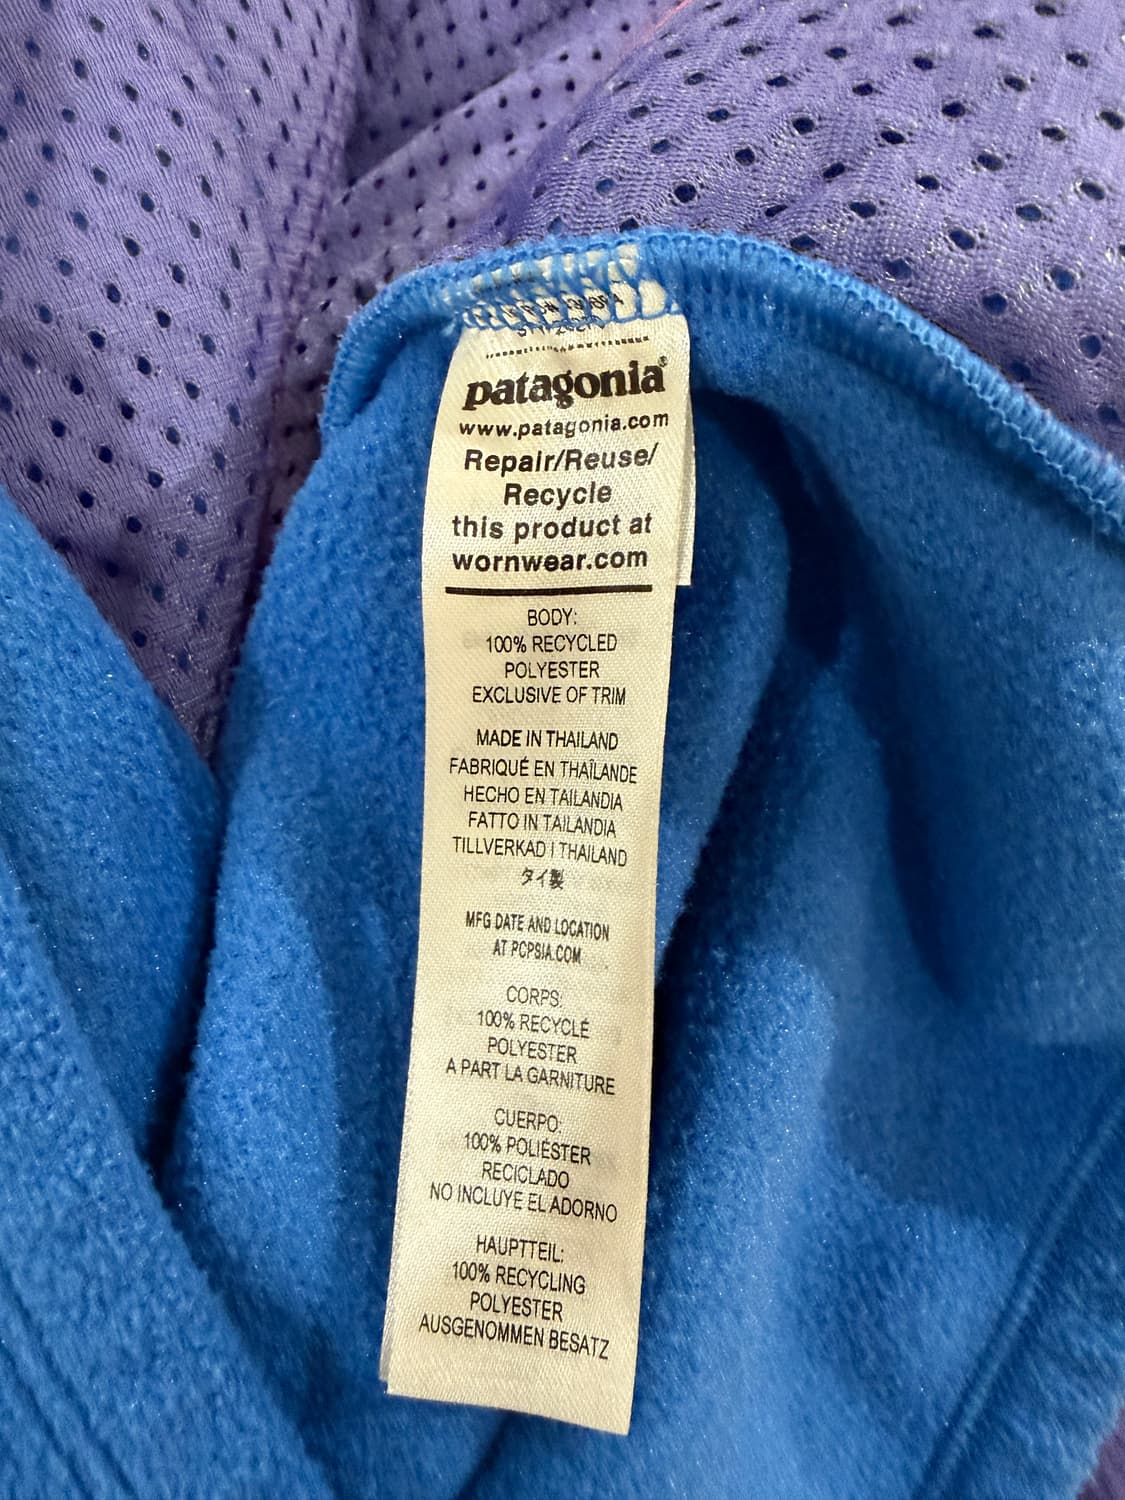 patagonia®
www.patagonia.com
Repair/Reuse/
Recycle
this product at
wornwear.com
BODY:
100% RECYCLED
POLYESTER
EXCLUSIVE OF TRIM
MADE IN THAILAND
FABRIQUÉ EN THAÏLANDE
HECHO EN TAILANDIA
FATTO IN TAILANDIA
TILLVERKAD I THAILAND
タイ製
MFG DATE AND LOCATION
AT PCPSIA.COM
CORPS:
100% RECYCLÉ
POLYESTER
A PART LA GARNITURE
CUERPO:
100% POLIÉSTER
RECICLADO
NO INCLUYE EL ADORNO
HAUPTTEIL:
100% RECYCLING
POLYESTER
AUSGENOMMEN BESATZ